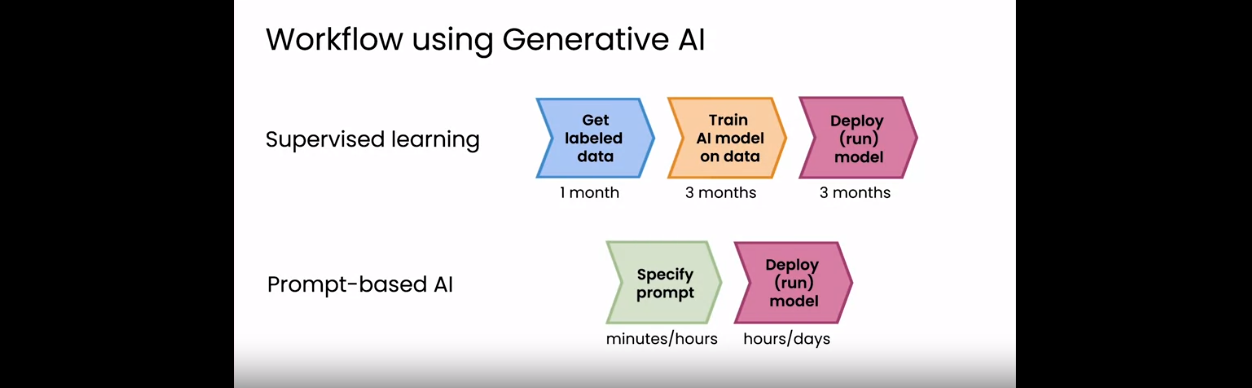 Workflow using Generative AI
Supervised learning
Get
labeled
data
1 month
Train
AI model
on data
3 months
Deploy
(run)
model
3 months
Prompt-based AI
Specify
prompt
minutes/hours
Deploy
(run)
model
hours/days